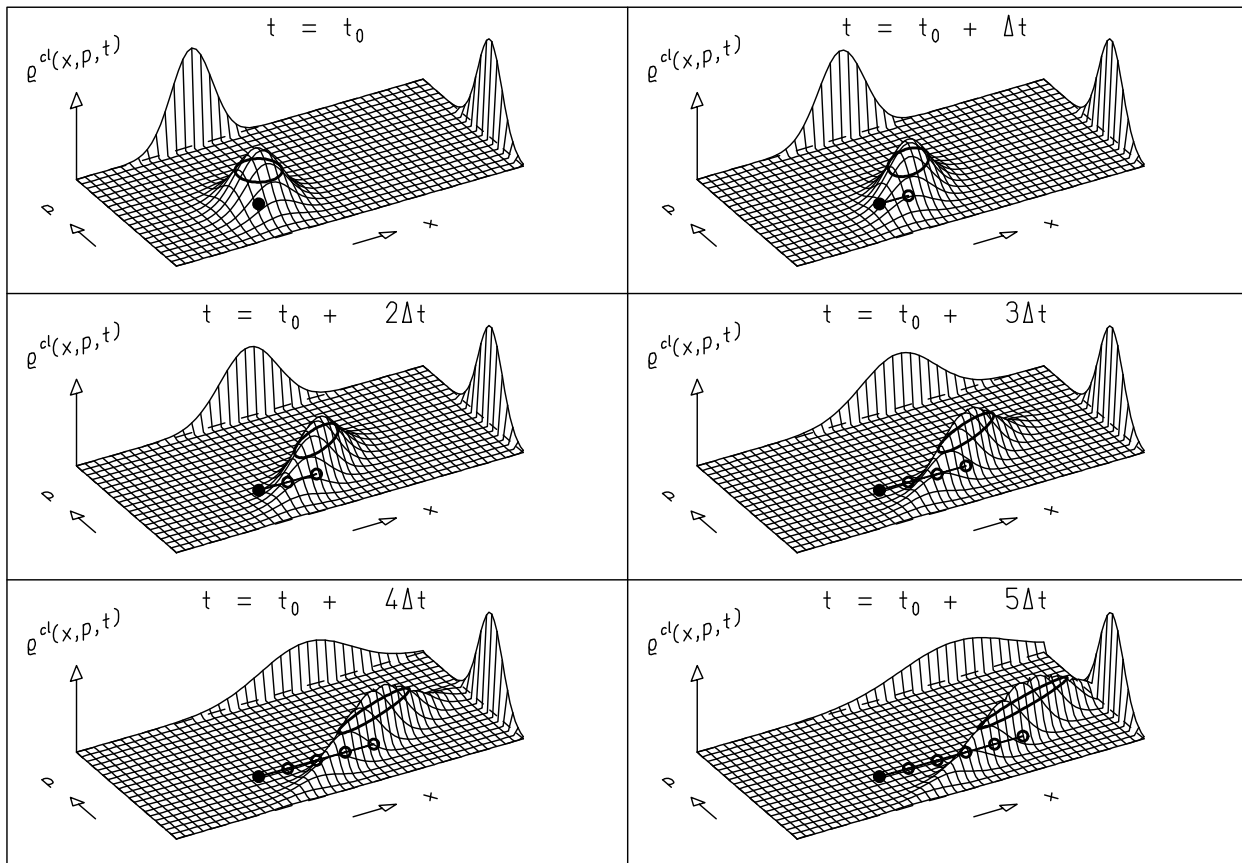 t = t₀
ϱᶜˡ(x,p,t)
p
x
t = t₀ + Δt
ϱᶜˡ(x,p,t)
p
x
t = t₀ + 2Δt
ϱᶜˡ(x,p,t)
p
x
t = t₀ + 3Δt
ϱᶜˡ(x,p,t)
p
x
t = t₀ + 4Δt
ϱᶜˡ(x,p,t)
p
x
t = t₀ + 5Δt
ϱᶜˡ(x,p,t)
p
x